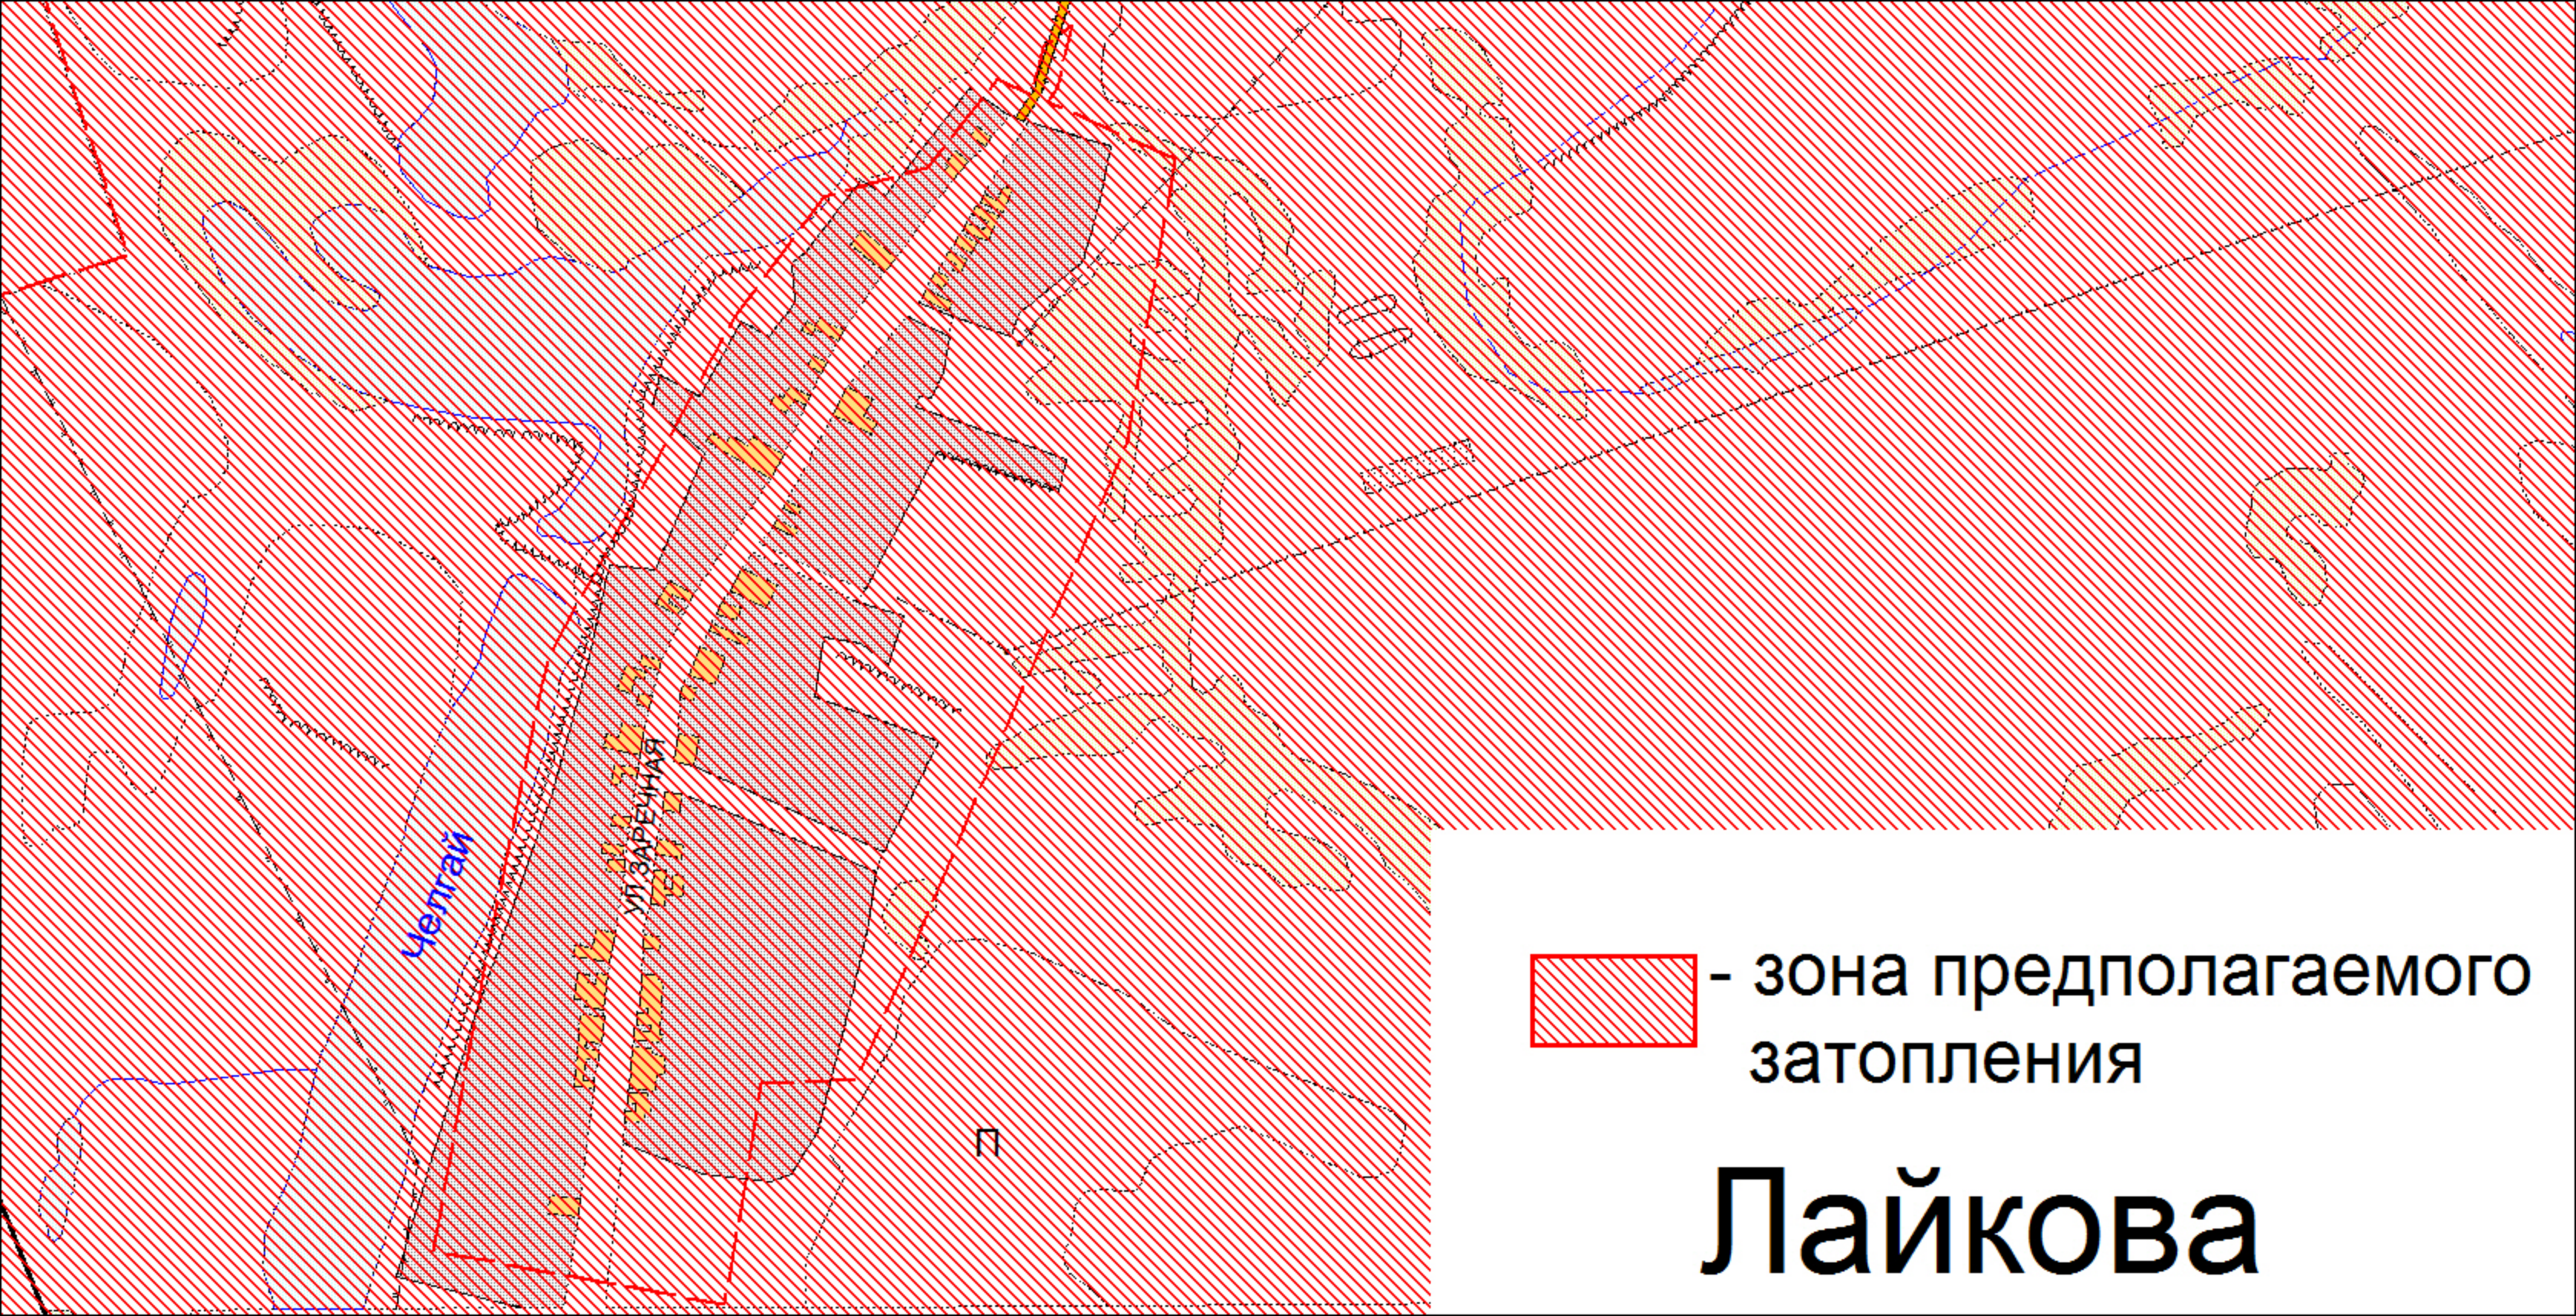 УЛ ЗАРЕЧНАЯ
Челгай
П
- зона предполагаемого
затопления
Лайкова